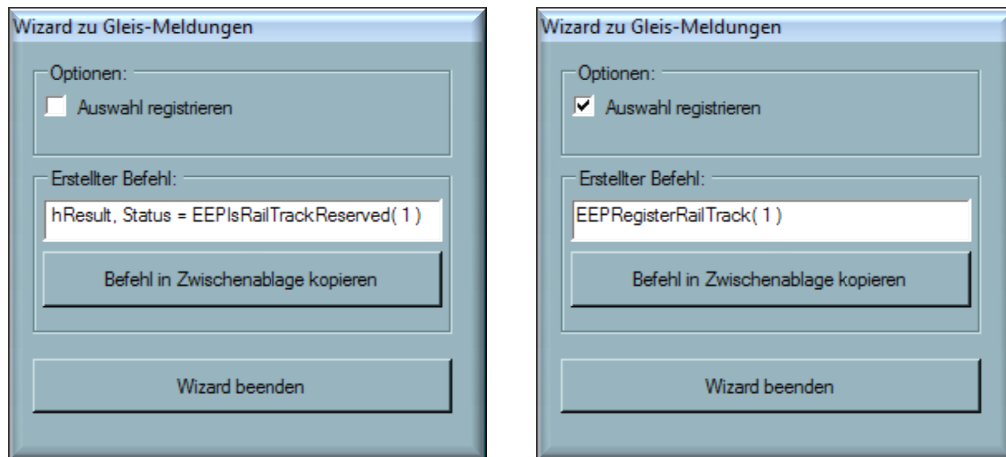 Wizard zu Gleis-Meldungen
Optionen:
Auswahl registrieren
Erstellter Befehl:
hResult, Status = EEPIsRailTrackReserved( 1 )
Befehl in Zwischenablage kopieren
Wizard beenden
Wizard zu Gleis-Meldungen
Optionen:
Auswahl registrieren
Erstellter Befehl:
EEPRegisterRailTrack( 1 )
Befehl in Zwischenablage kopieren
Wizard beenden